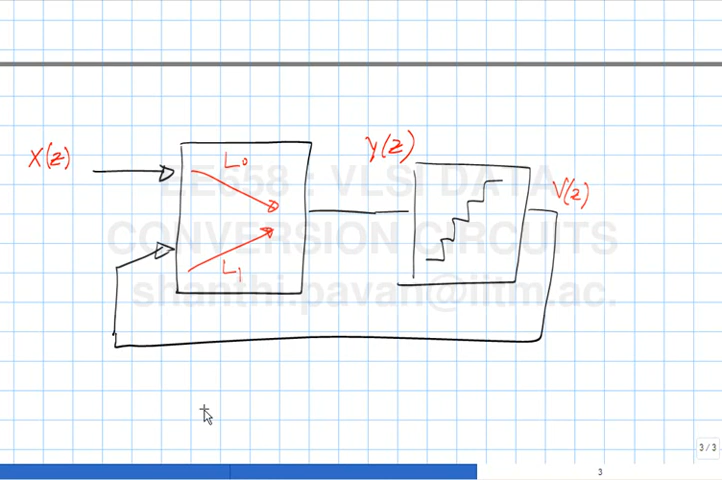 X(z)
L₀
L₁
Y(z)
V(z)
EE658 : VLSI DATA
CONVERSION CIRCUITS
shanthi.pavan@iitm.ac.
3 / 3
3